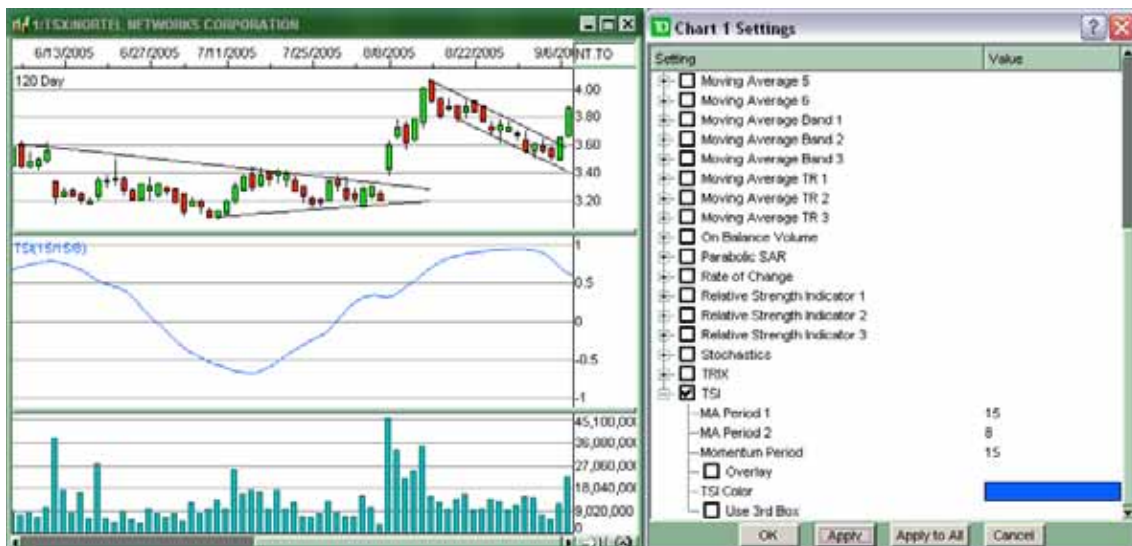 1:TSX:NORTEL NETWORKS CORPORATION
6/13/2005 6/27/2005 7/11/2005 7/25/2005 8/8/2005 8/22/2005 9/6/200 NT.TO
120 Day
4.00
3.80
3.60
3.40
3.20
TSI(15/15/8)
1
0.5
0
-0.5
-1
45,100,000
36,080,000
27,060,000
18,040,000
9,020,000
0
TD Chart 1 Settings
Setting Value
Moving Average 5
Moving Average 6
Moving Average Band 1
Moving Average Band 2
Moving Average Band 3
Moving Average TR 1
Moving Average TR 2
Moving Average TR 3
On Balance Volume
Parabolic SAR
Rate of Change
Relative Strength Indicator 1
Relative Strength Indicator 2
Relative Strength Indicator 3
Stochastics
TRIX
TSI
MA Period 1 15
MA Period 2 8
Momentum Period 15
Overlay
TSI Color
Use 3rd Box
OK Apply Apply to All Cancel